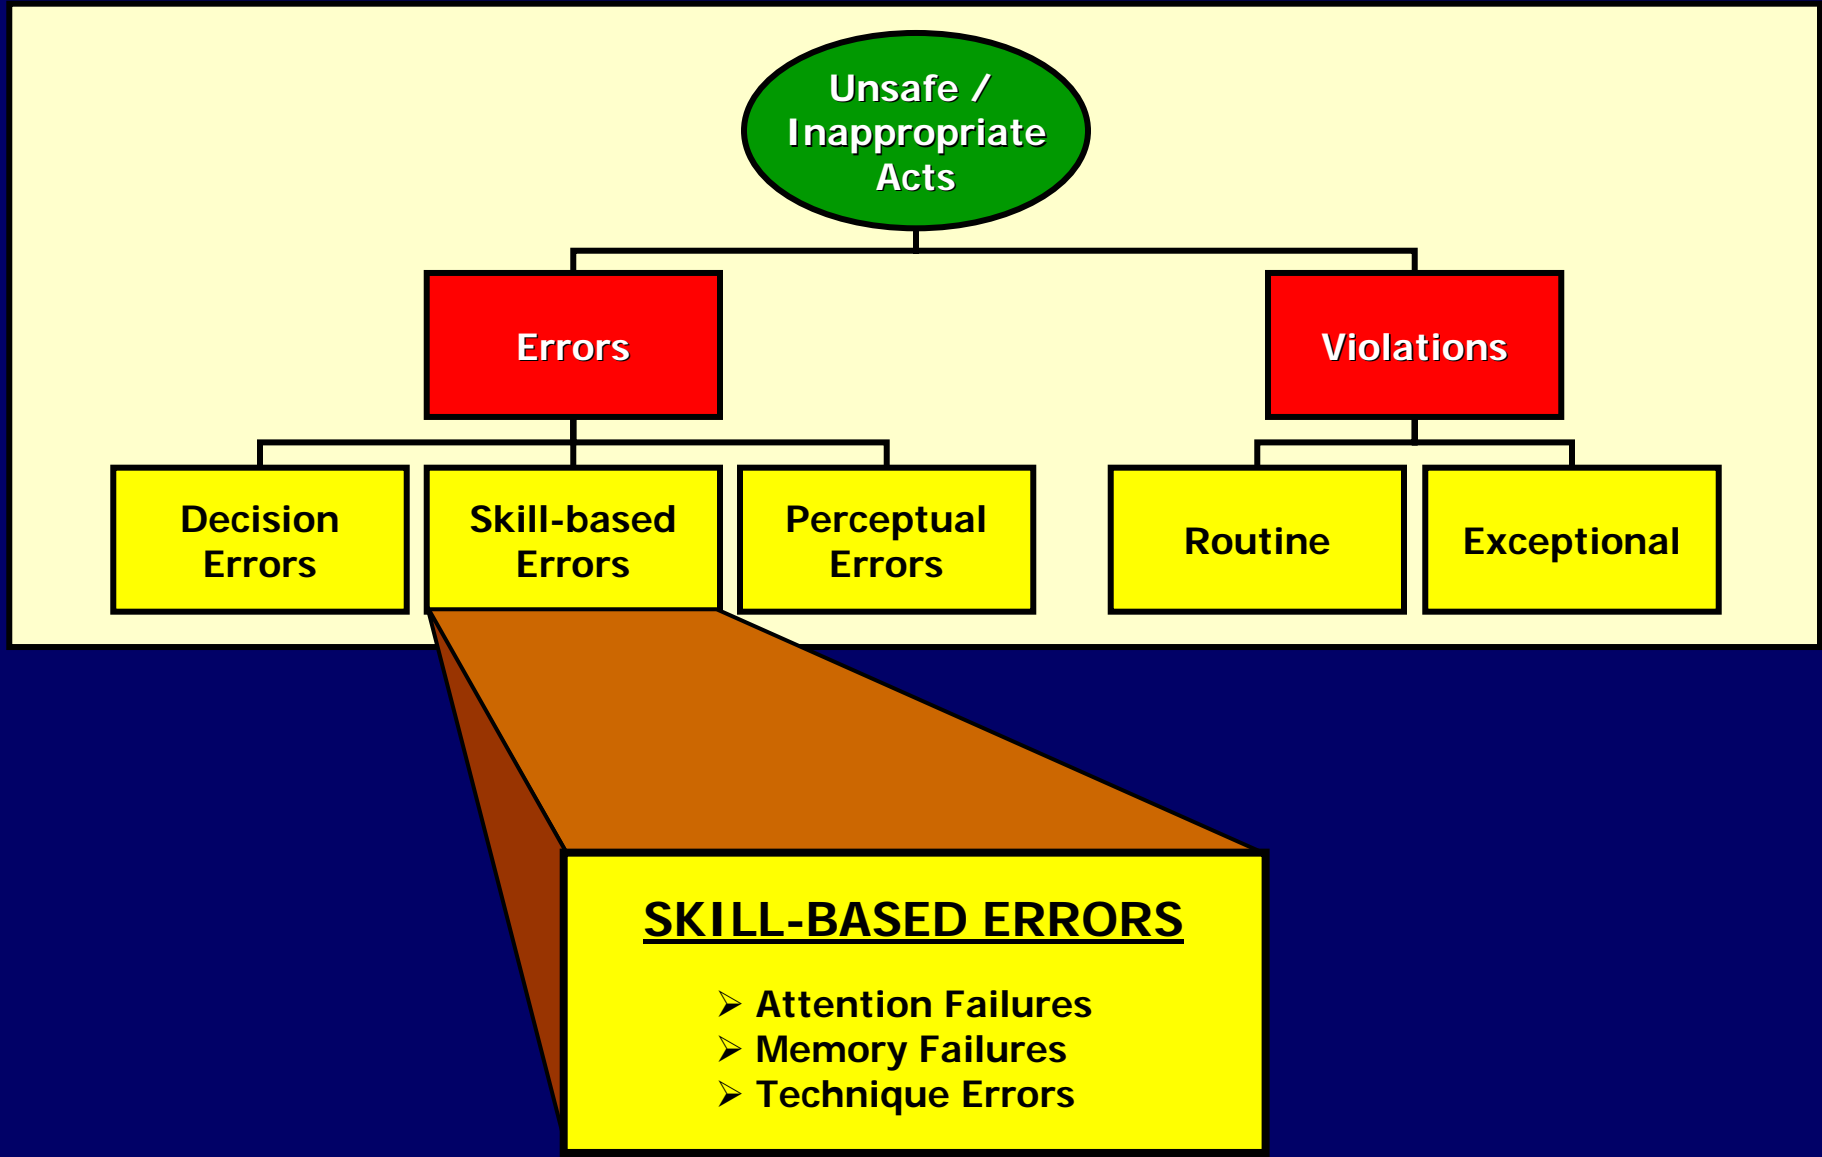 Unsafe /
Inappropriate
Acts
Errors
Violations
Decision
Errors
Skill-based
Errors
Perceptual
Errors
Routine
Exceptional
SKILL-BASED ERRORS
➢ Attention Failures
➢ Memory Failures
➢ Technique Errors